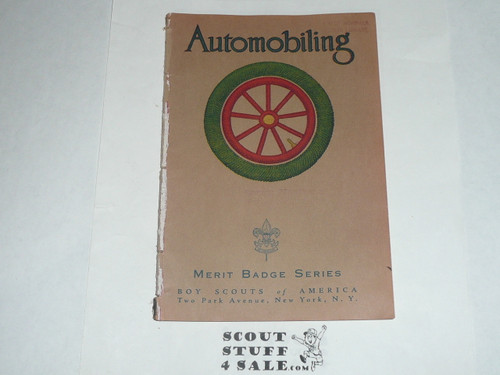 Automobiling
MERIT BADGE SERIES
BOY SCOUTS of AMERICA
Two Park Avenue, New York, N. Y.
SCOUT
STUFF
4 SALE.com